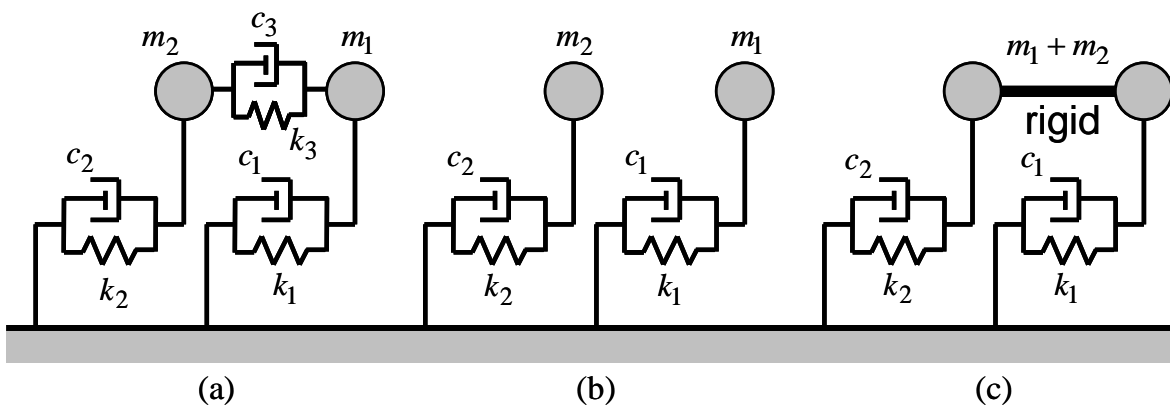 c₃
m₂ m₁
k₃
c₂ c₁
k₂ k₁
(a)
m₂ m₁
c₂ c₁
k₂ k₁
(b)
m₁ + m₂
rigid
c₂ c₁
k₂ k₁
(c)